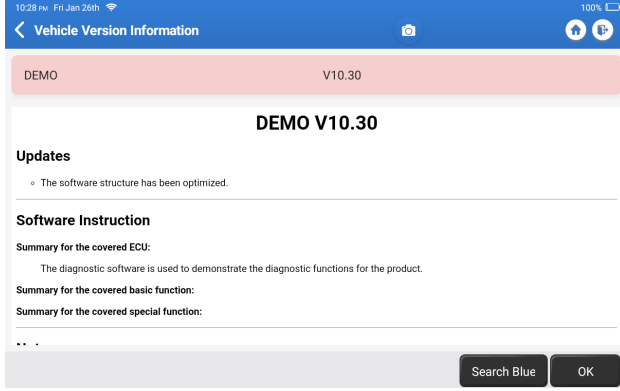 10:28 PM Fri Jan 26th 100%
Vehicle Version Information
DEMO V10.30
DEMO V10.30
Updates
The software structure has been optimized.
Software Instruction
Summary for the covered ECU:
The diagnostic software is used to demonstrate the diagnostic functions for the product.
Summary for the covered basic function:
Summary for the covered special function:
Search Blue OK